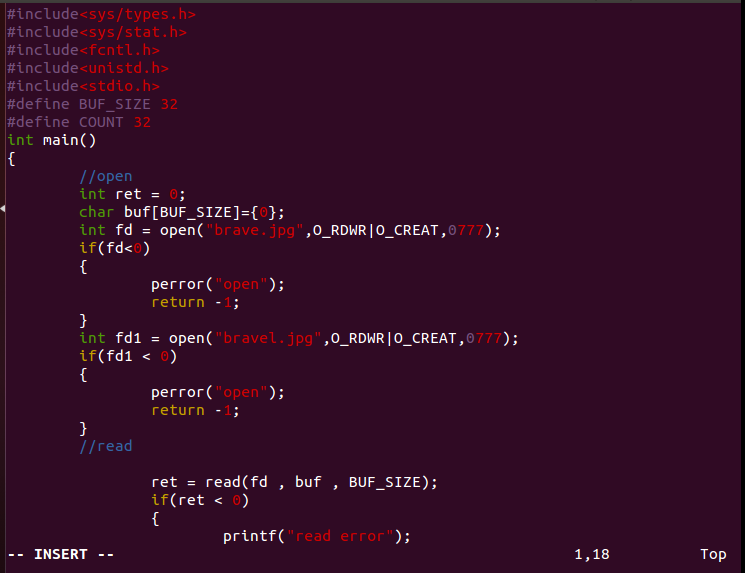 #include<sys/types.h>
#include<sys/stat.h>
#include<fcntl.h>
#include<unistd.h>
#include<stdio.h>
#define BUF_SIZE 32
#define COUNT 32
int main()
{
        //open
        int ret = 0;
        char buf[BUF_SIZE]={0};
        int fd = open("brave.jpg",O_RDWR|O_CREAT,0777);
        if(fd<0)
        {
                perror("open");
                return -1;
        }
        int fd1 = open("bravel.jpg",O_RDWR|O_CREAT,0777);
        if(fd1 < 0)
        {
                perror("open");
                return -1;
        }
        //read

                ret = read(fd , buf , BUF_SIZE);
                if(ret < 0)
                {
                        printf("read error");
-- INSERT -- 1,18 Top